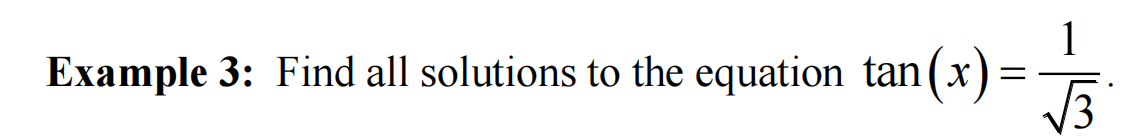 Example 3: Find all solutions to the equation tan(x) = 1/√3.